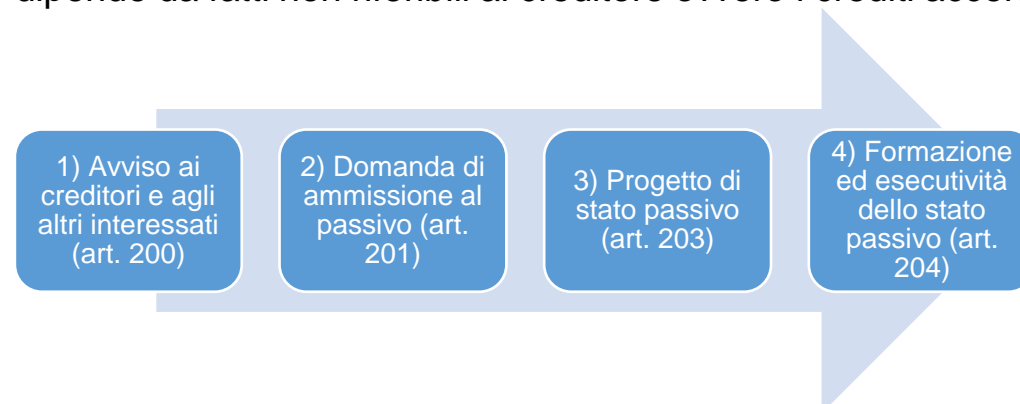 1) Avviso ai
creditori e agli
altri interessati
(art. 200)
2) Domanda di
ammissione al
passivo (art.
201)
3) Progetto di
stato passivo
(art. 203)
4) Formazione
ed esecutività
dello stato
passivo (art.
204)